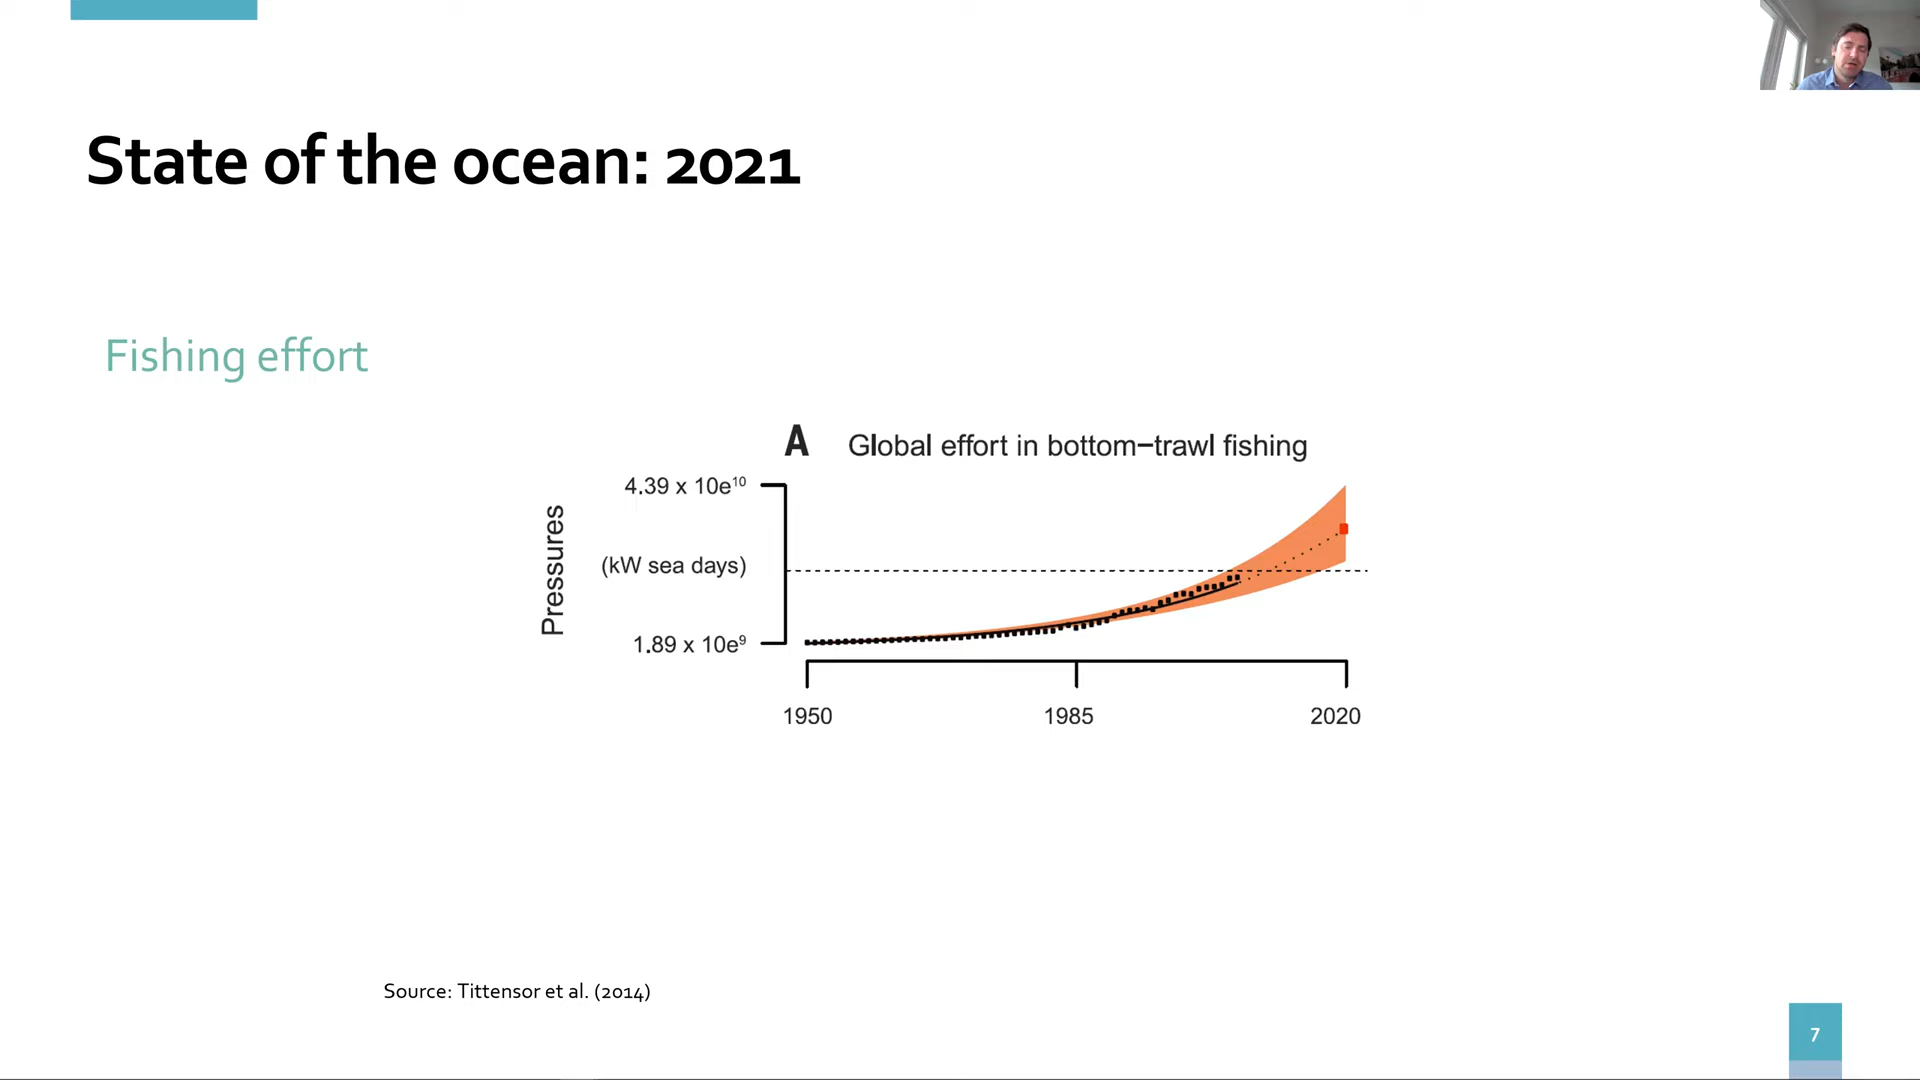 State of the ocean: 2021
Fishing effort
A Global effort in bottom−trawl fishing
4.39 x 10e¹⁰
Pressures
(kW sea days)
1.89 x 10e⁹
1950 1985 2020
Source: Tittensor et al. (2014)
7